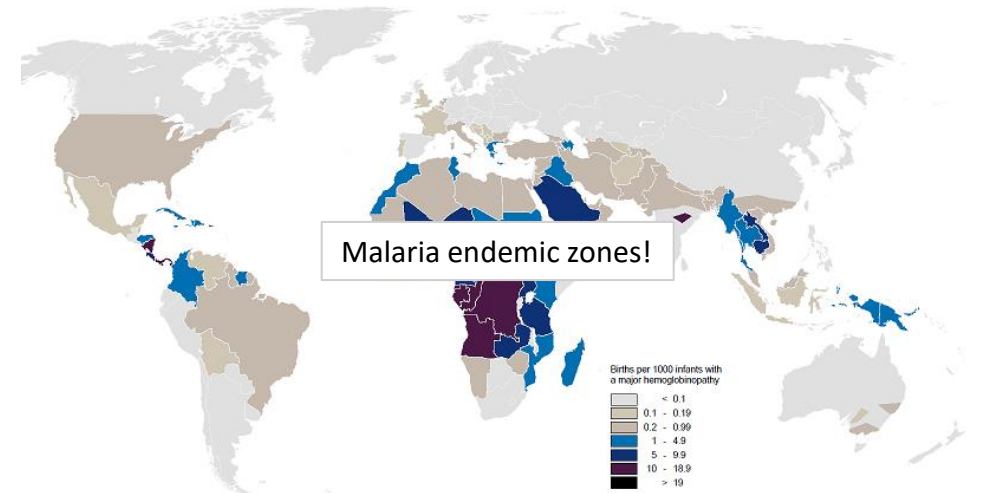 Malaria endemic zones!
Births per 1000 infants with
a major hemoglobinopathy
< 0.1
0.1 - 0.19
0.2 - 0.99
1 - 4.9
5 - 9.9
10 - 18.9
> 19